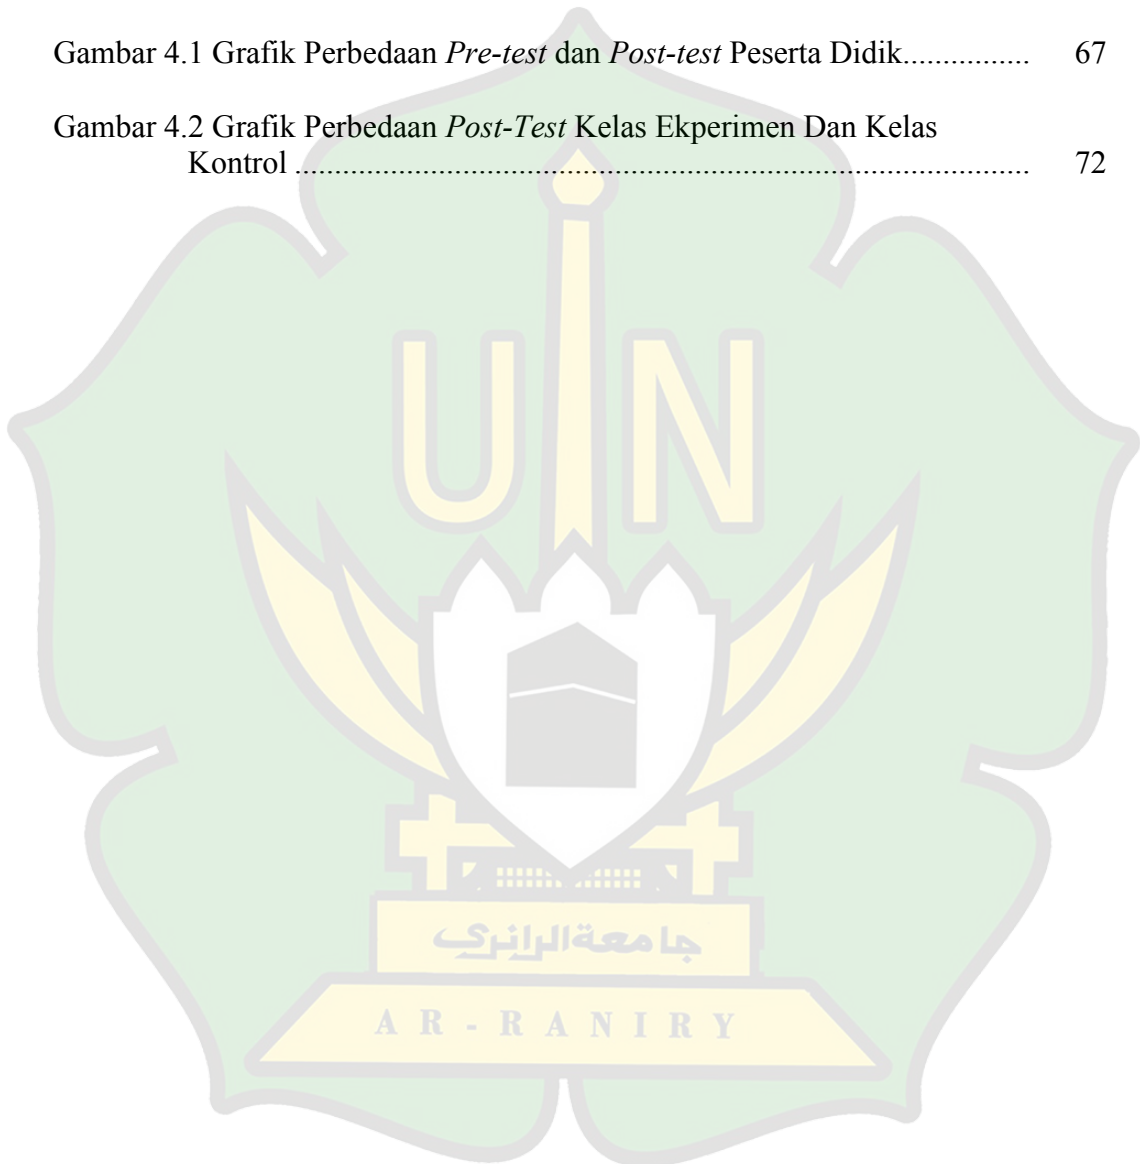 Gambar 4.1 Grafik Perbedaan Pre-test dan Post-test Peserta Didik............... 67
Gambar 4.2 Grafik Perbedaan Post-Test Kelas Ekperimen Dan Kelas
Kontrol ............................................................................................ 72
UIN
جامعة الرانري
AR-RANIRY